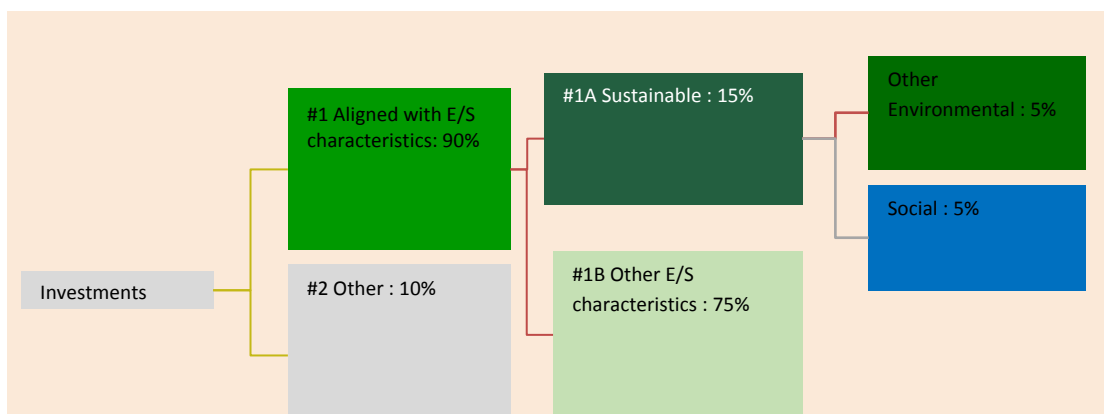 Investments
#1 Aligned with E/S
characteristics: 90%
#2 Other : 10%
#1A Sustainable : 15%
#1B Other E/S
characteristics : 75%
Other
Environmental : 5%
Social : 5%